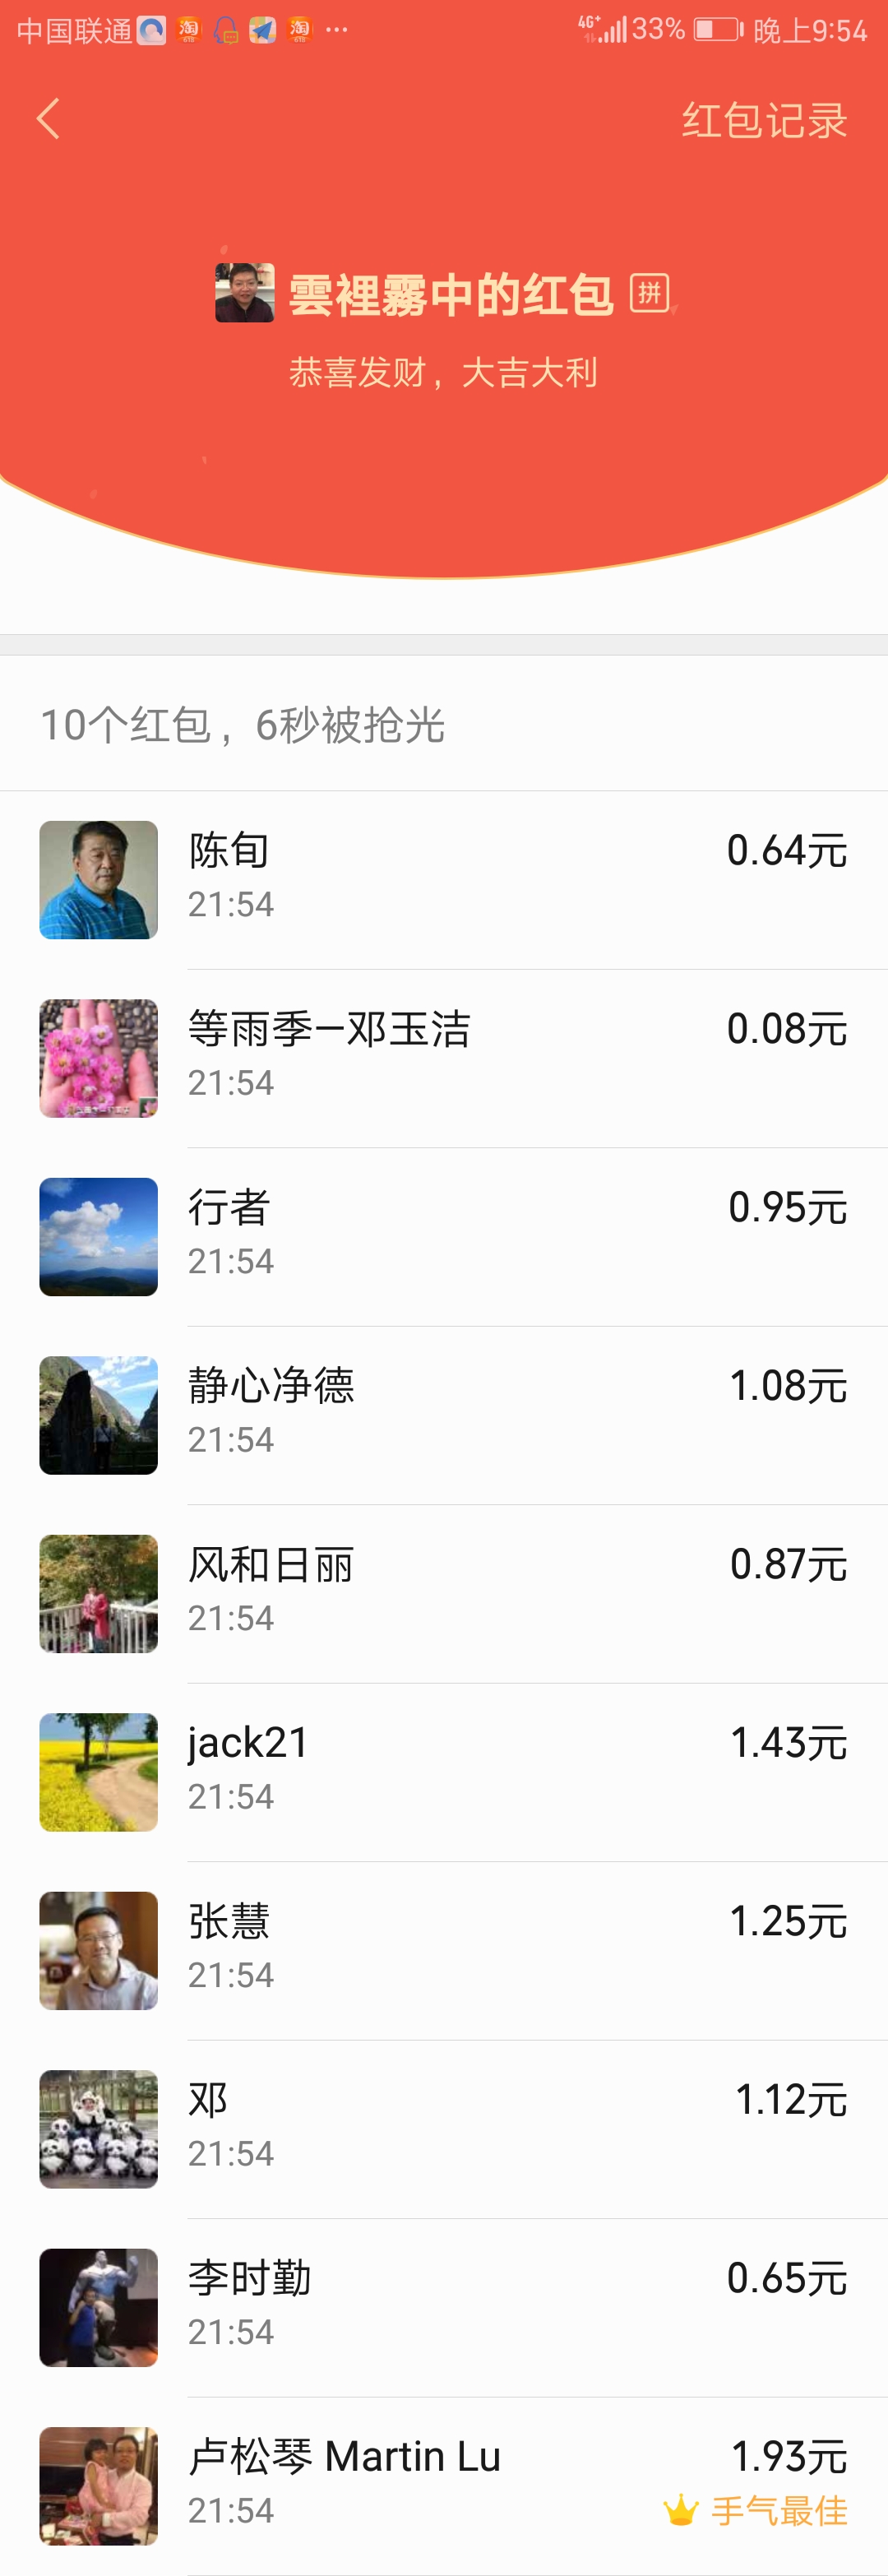 中国联通 淘 淘 ··· 4G+ 33% 晚上9:54
红包记录
雲裡霧中的红包 拼
恭喜发财，大吉大利
10个红包，6秒被抢光
陈旬 0.64元
21:54
等雨季—邓玉洁 0.08元
21:54
行者 0.95元
21:54
静心净德 1.08元
21:54
风和日丽 0.87元
21:54
jack21 1.43元
21:54
张慧 1.25元
21:54
邓 1.12元
21:54
李时勤 0.65元
21:54
卢松琴 Martin Lu 1.93元
21:54 手气最佳